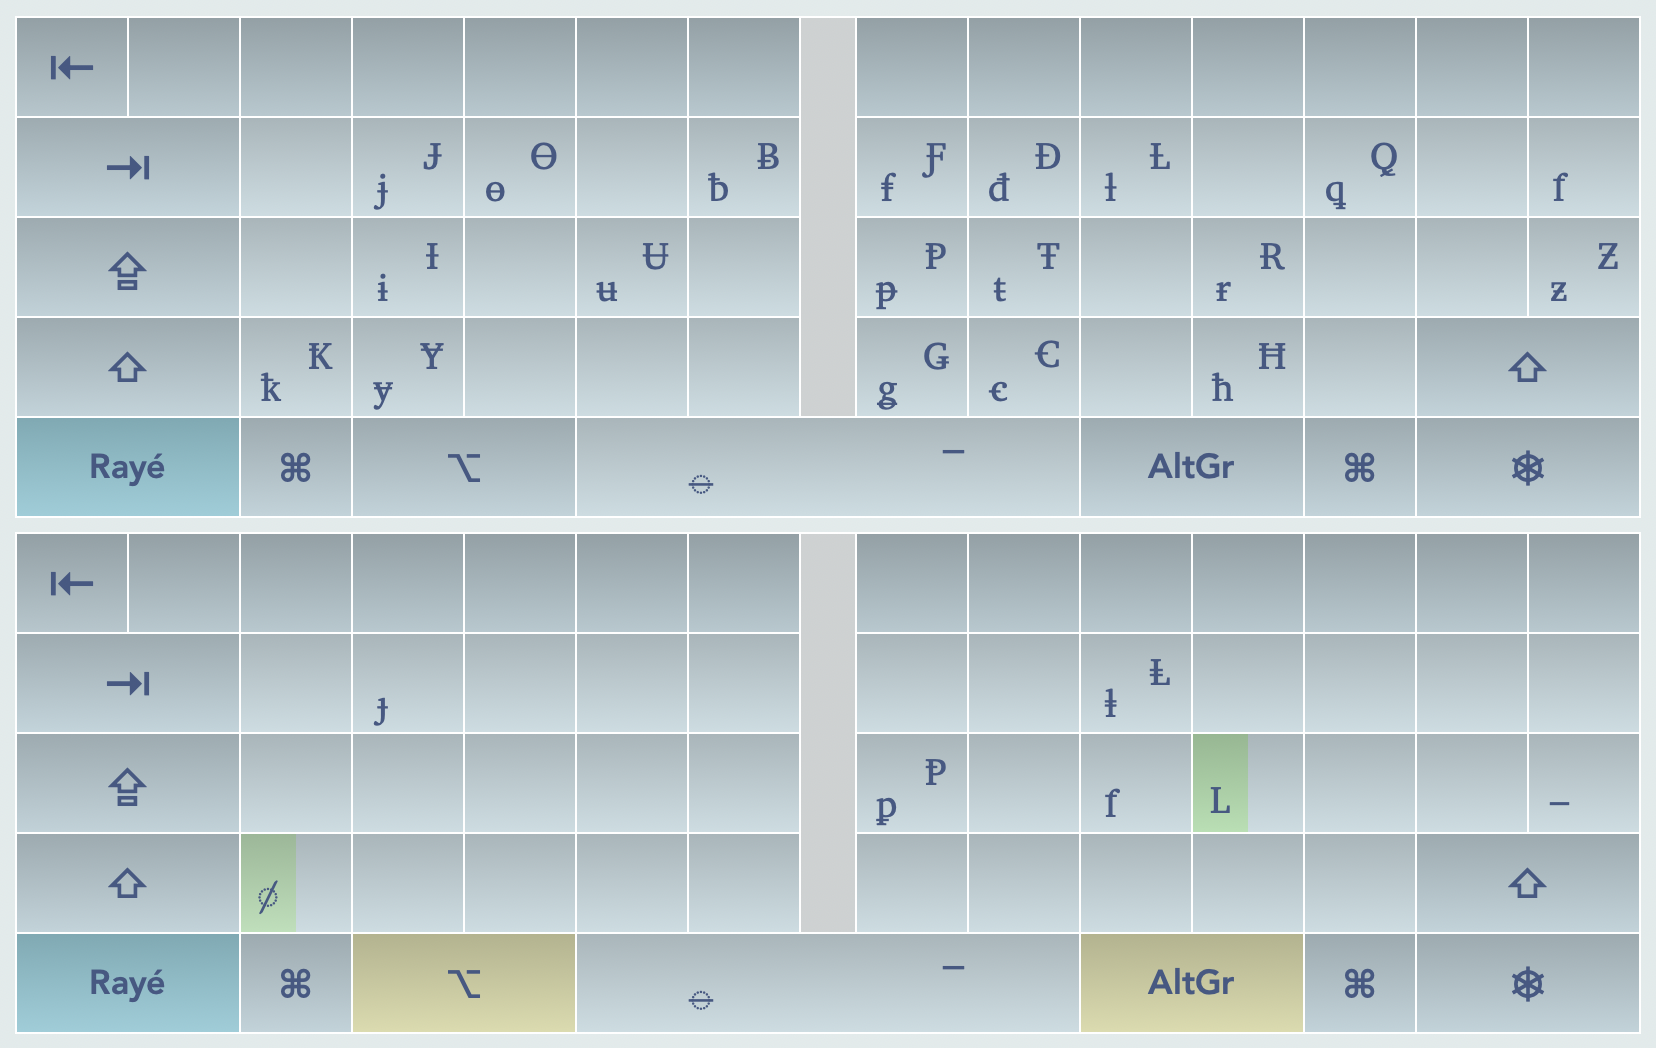 Ɉ Ɵ Ƀ Ꞙ Đ Ƚ Ꝗ
ɉ ɵ ƀ ꞙ đ ƚ ꝗ f
Ɨ Ʉ Ᵽ Ŧ Ɍ Ƶ
ɨ ʉ ᵽ ŧ ɍ ƶ
Ꝁ Ɏ Ꞡ Ꞓ Ħ
ꝁ ɏ ꞡ ꞓ ħ
Rayé ⌘ ⌥ ◌̵ – AltGr ⌘
ɟ Ⱡ
ⱡ
Ᵽ
ꝑ f L –
◌̸
Rayé ⌘ ⌥ ◌̵ – AltGr ⌘